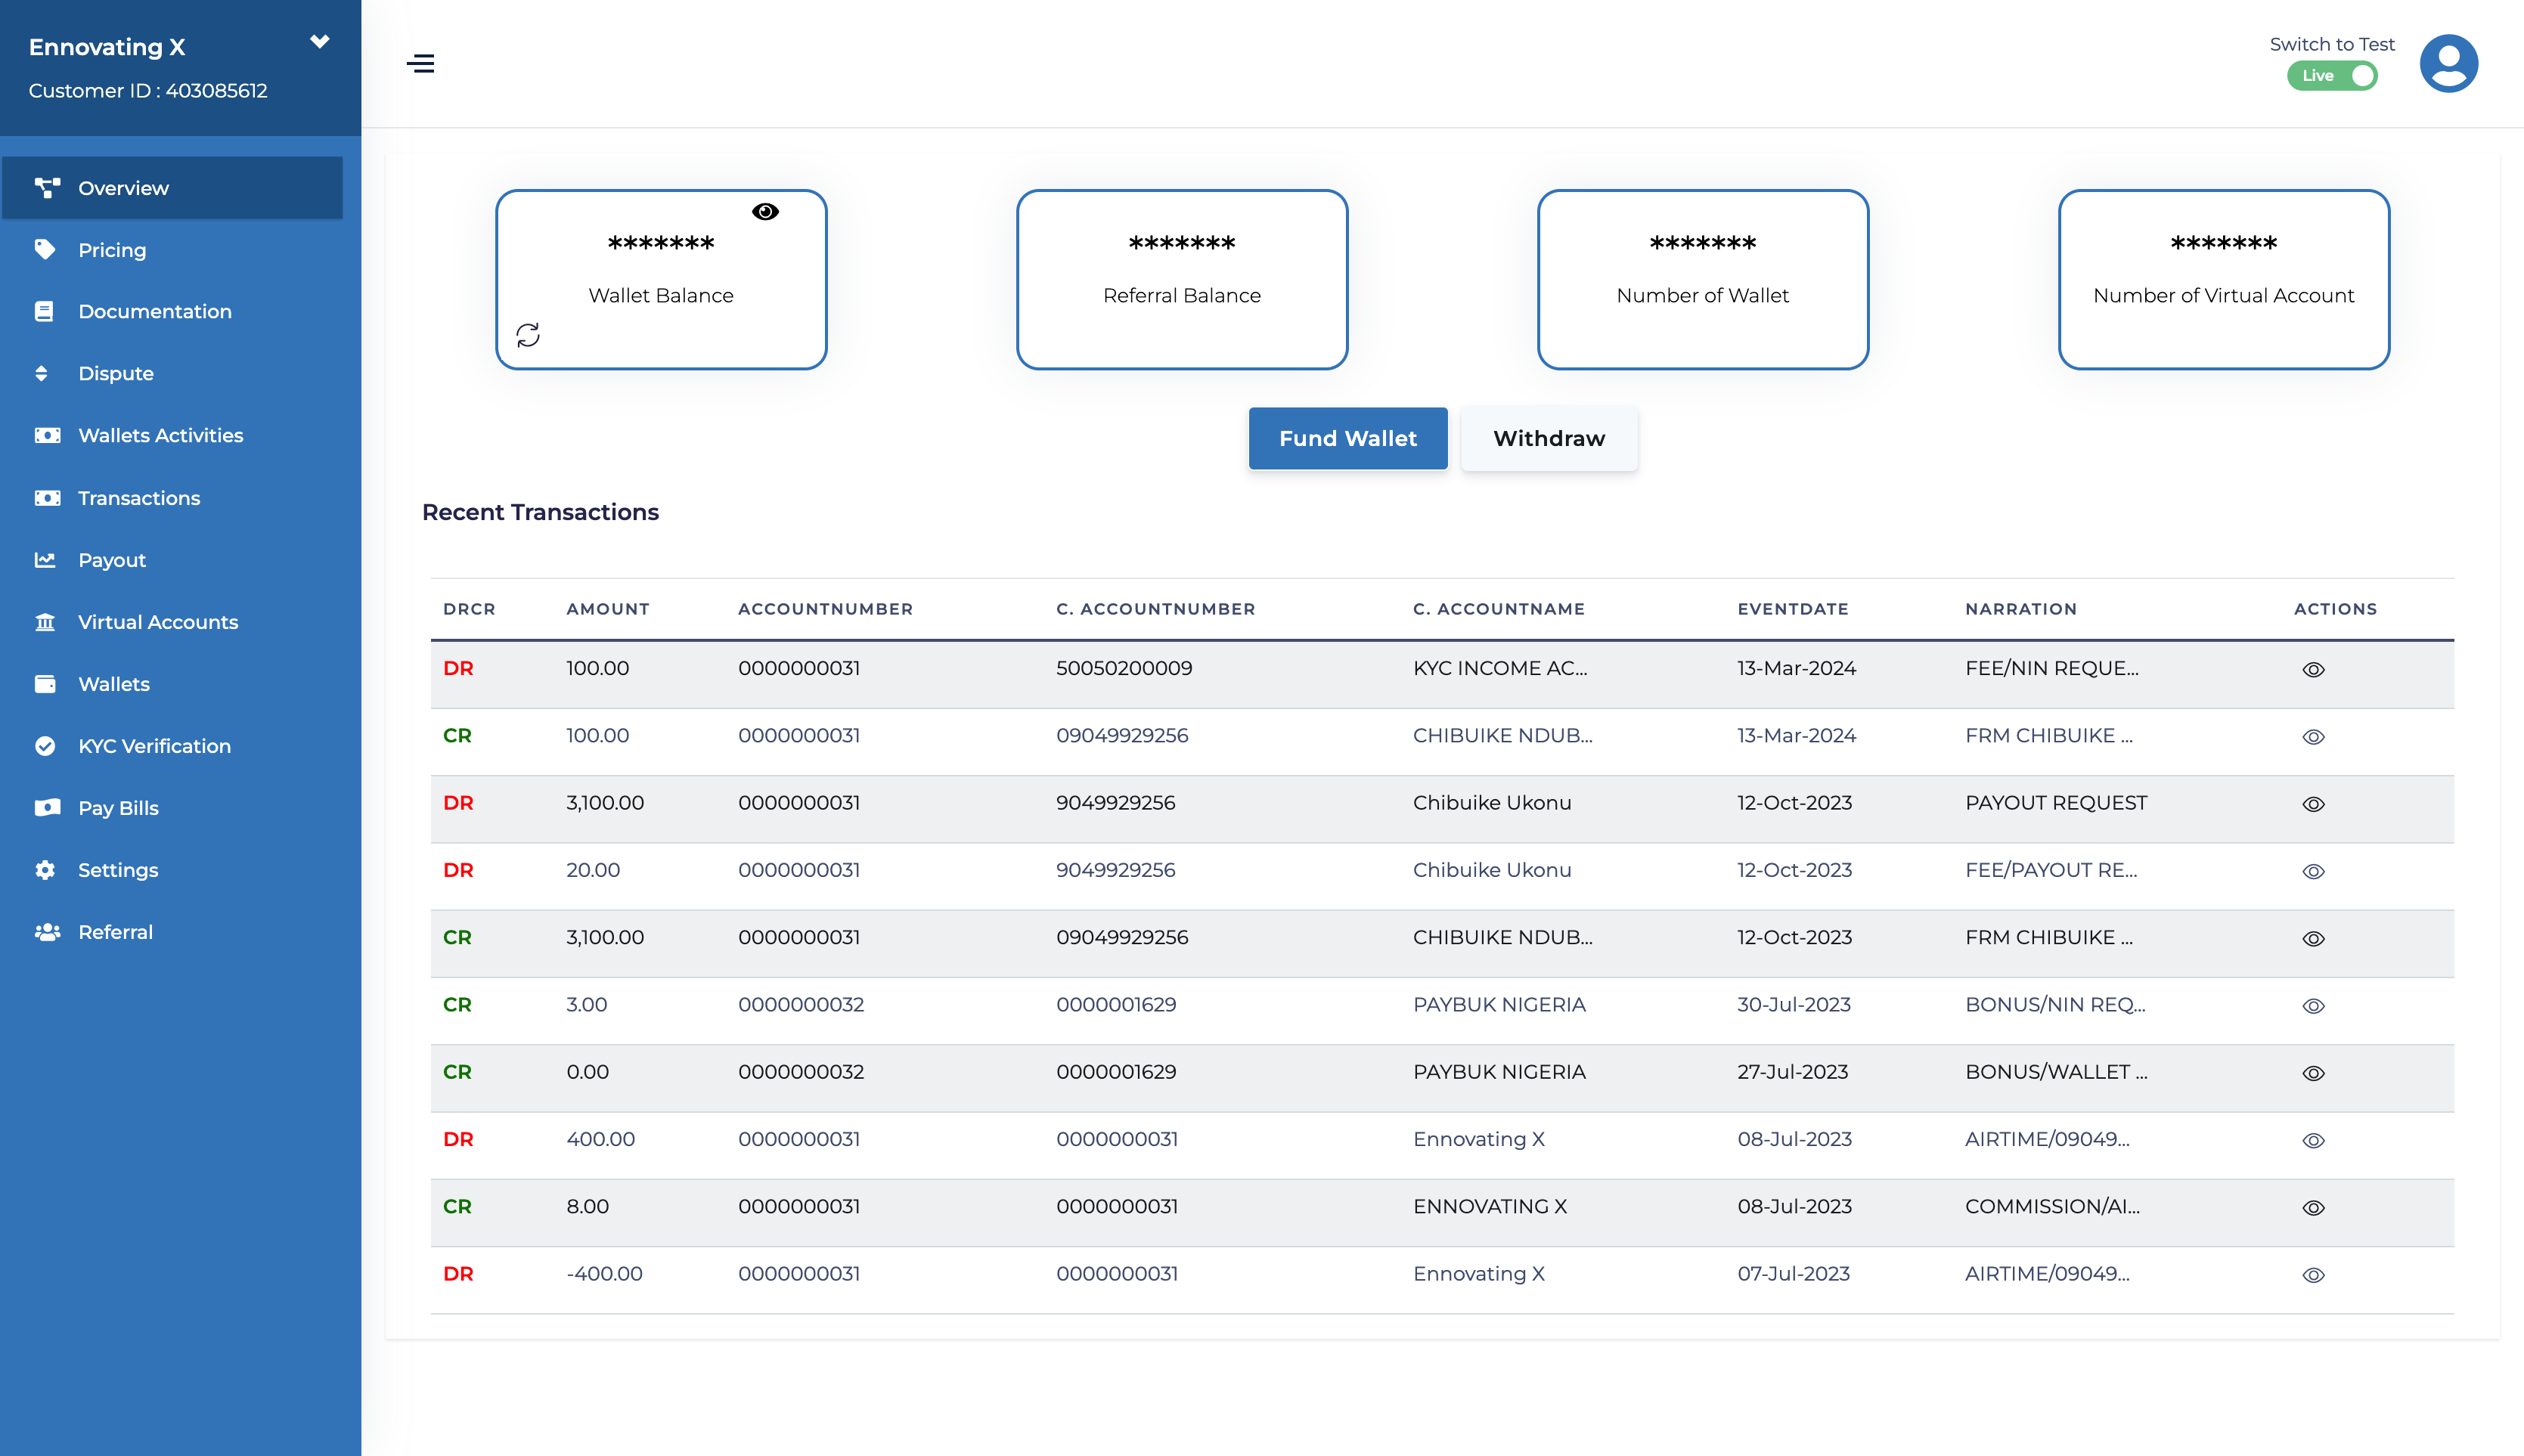 Ennovating X
Customer ID : 403085612
Switch to Test
Live
Overview
Pricing
Documentation
Dispute
Wallets Activities
Transactions
Payout
Virtual Accounts
Wallets
KYC Verification
Pay Bills
Settings
Referral
******* ******* ******* *******
Wallet Balance Referral Balance Number of Wallet Number of Virtual Account
Fund Wallet Withdraw
Recent Transactions
DRCR AMOUNT ACCOUNTNUMBER C. ACCOUNTNUMBER C. ACCOUNTNAME EVENTDATE NARRATION ACTIONS
DR 100.00 0000000031 50050200009 KYC INCOME AC... 13-Mar-2024 FEE/NIN REQUE...
CR 100.00 0000000031 09049929256 CHIBUIKE NDUB... 13-Mar-2024 FRM CHIBUIKE ...
DR 3,100.00 0000000031 9049929256 Chibuike Ukonu 12-Oct-2023 PAYOUT REQUEST
DR 20.00 0000000031 9049929256 Chibuike Ukonu 12-Oct-2023 FEE/PAYOUT RE...
CR 3,100.00 0000000031 09049929256 CHIBUIKE NDUB... 12-Oct-2023 FRM CHIBUIKE ...
CR 3.00 0000000032 0000001629 PAYBUK NIGERIA 30-Jul-2023 BONUS/NIN REQ...
CR 0.00 0000000032 0000001629 PAYBUK NIGERIA 27-Jul-2023 BONUS/WALLET ...
DR 400.00 0000000031 0000000031 Ennovating X 08-Jul-2023 AIRTIME/09049...
CR 8.00 0000000031 0000000031 ENNOVATING X 08-Jul-2023 COMMISSION/AI...
DR -400.00 0000000031 0000000031 Ennovating X 07-Jul-2023 AIRTIME/09049...